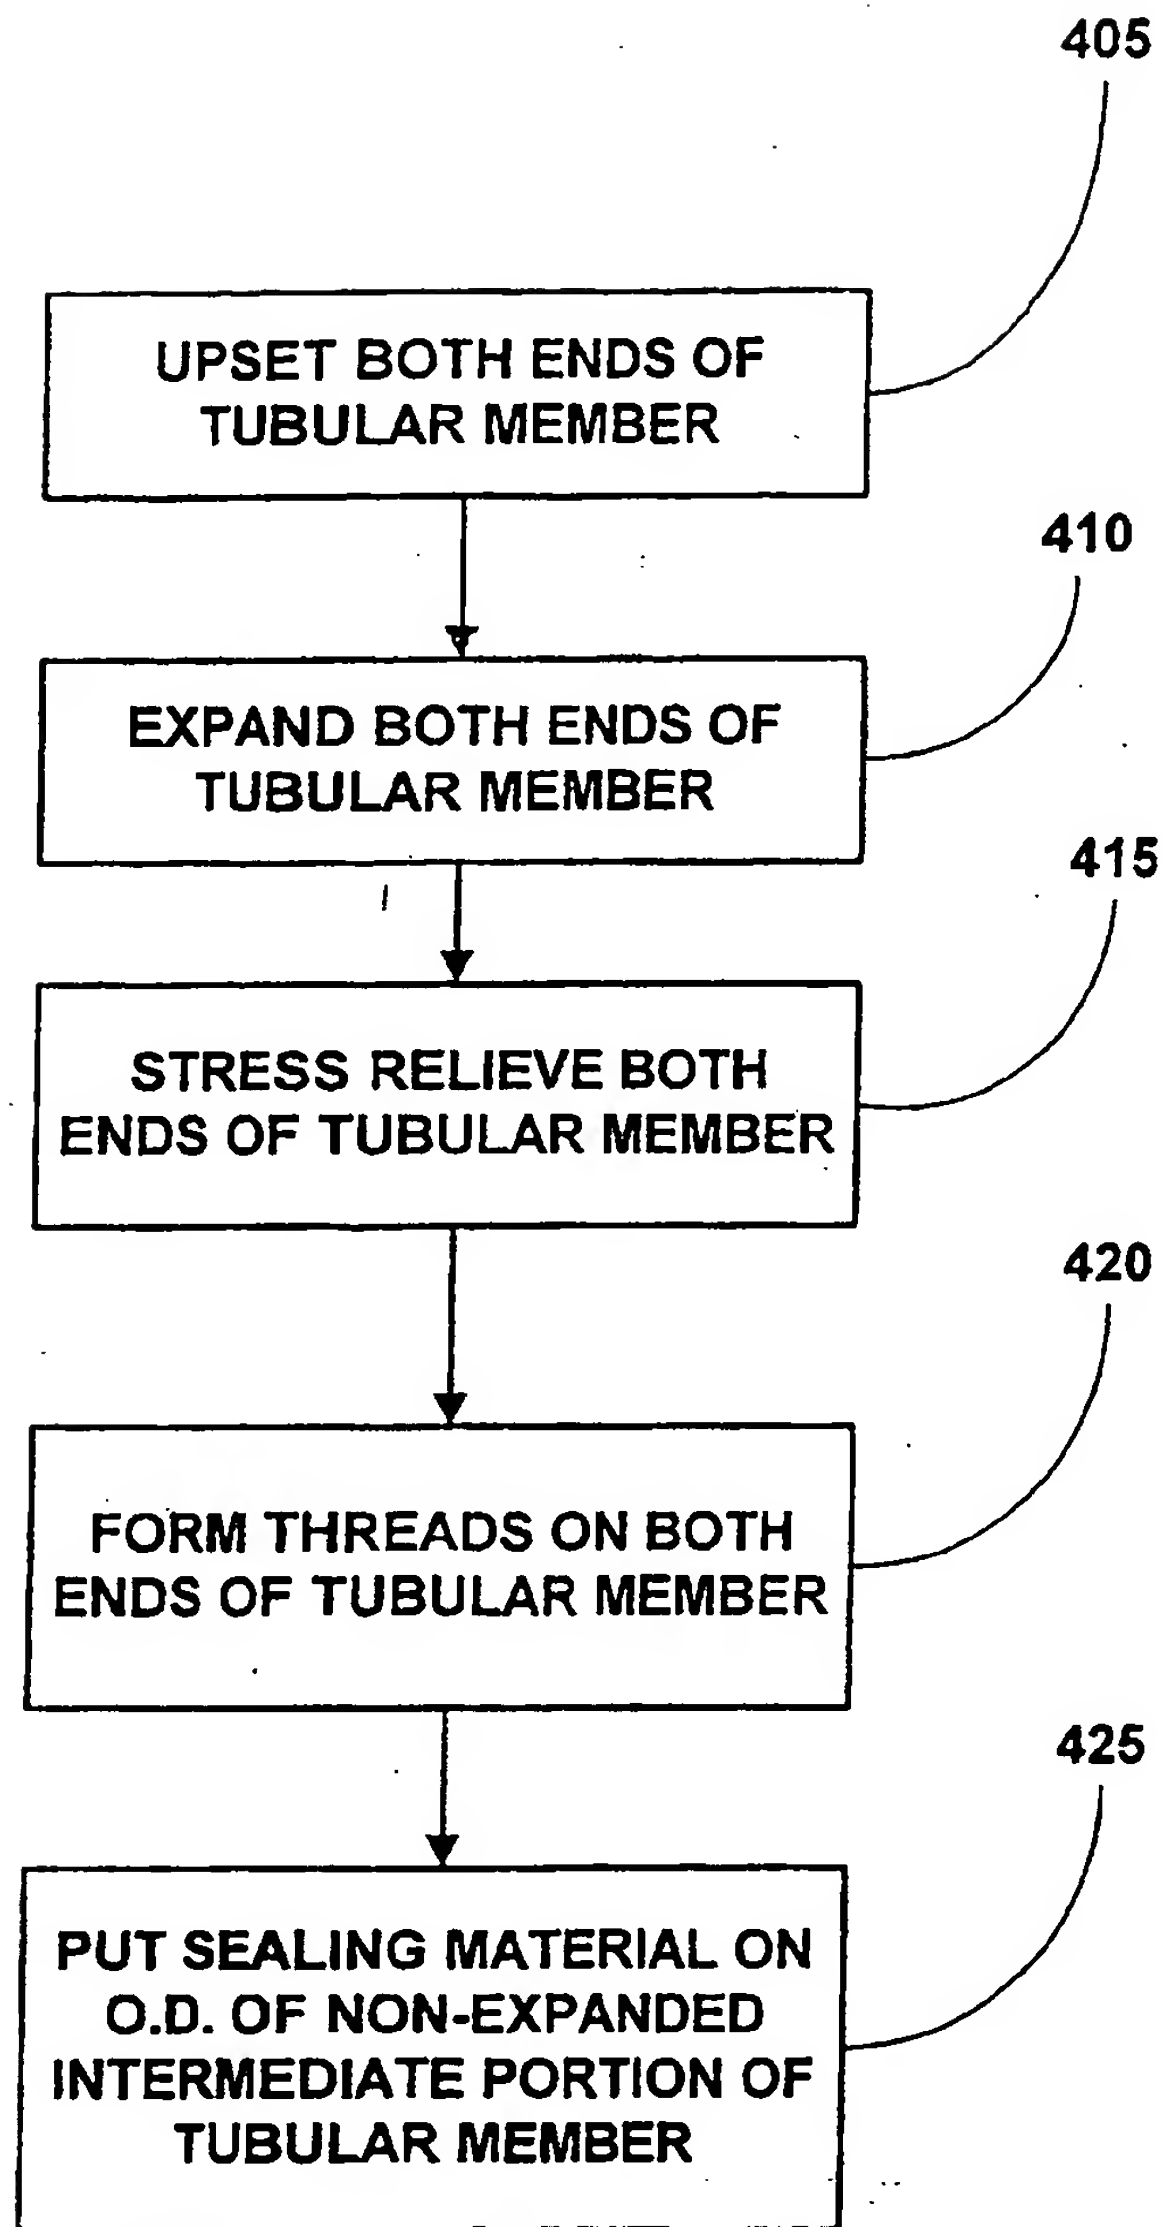 405
UPSET BOTH ENDS OF
TUBULAR MEMBER
410
EXPAND BOTH ENDS OF
TUBULAR MEMBER
415
STRESS RELIEVE BOTH
ENDS OF TUBULAR MEMBER
420
FORM THREADS ON BOTH
ENDS OF TUBULAR MEMBER
425
PUT SEALING MATERIAL ON
O.D. OF NON-EXPANDED
INTERMEDIATE PORTION OF
TUBULAR MEMBER